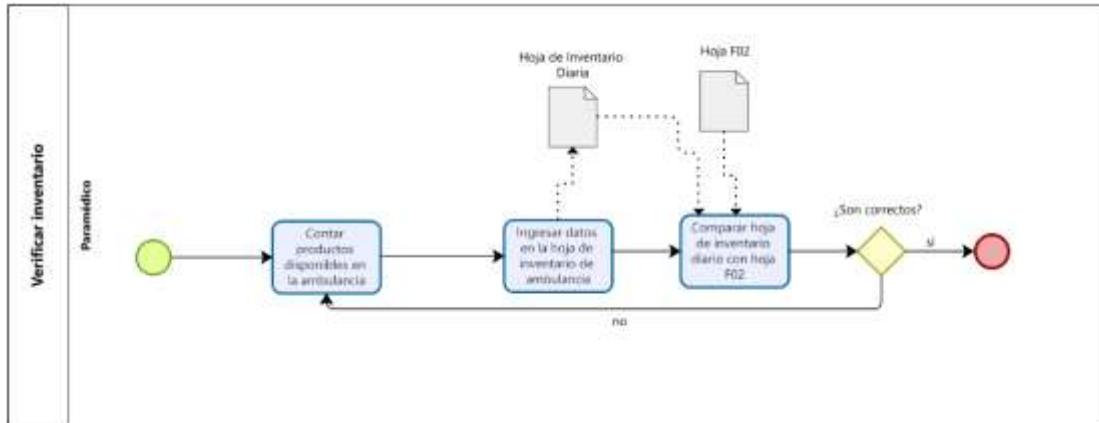 Verificar inventario
Paramédico
Hoja de Inventario
Diaria
Hoja F02
Contar
productos
disponibles en
la ambulancia
Ingresar datos
en la hoja de
inventario de
ambulancia
Comparar hoja
de inventario
diario con hoja
F02
¿Son correctos?
si
no